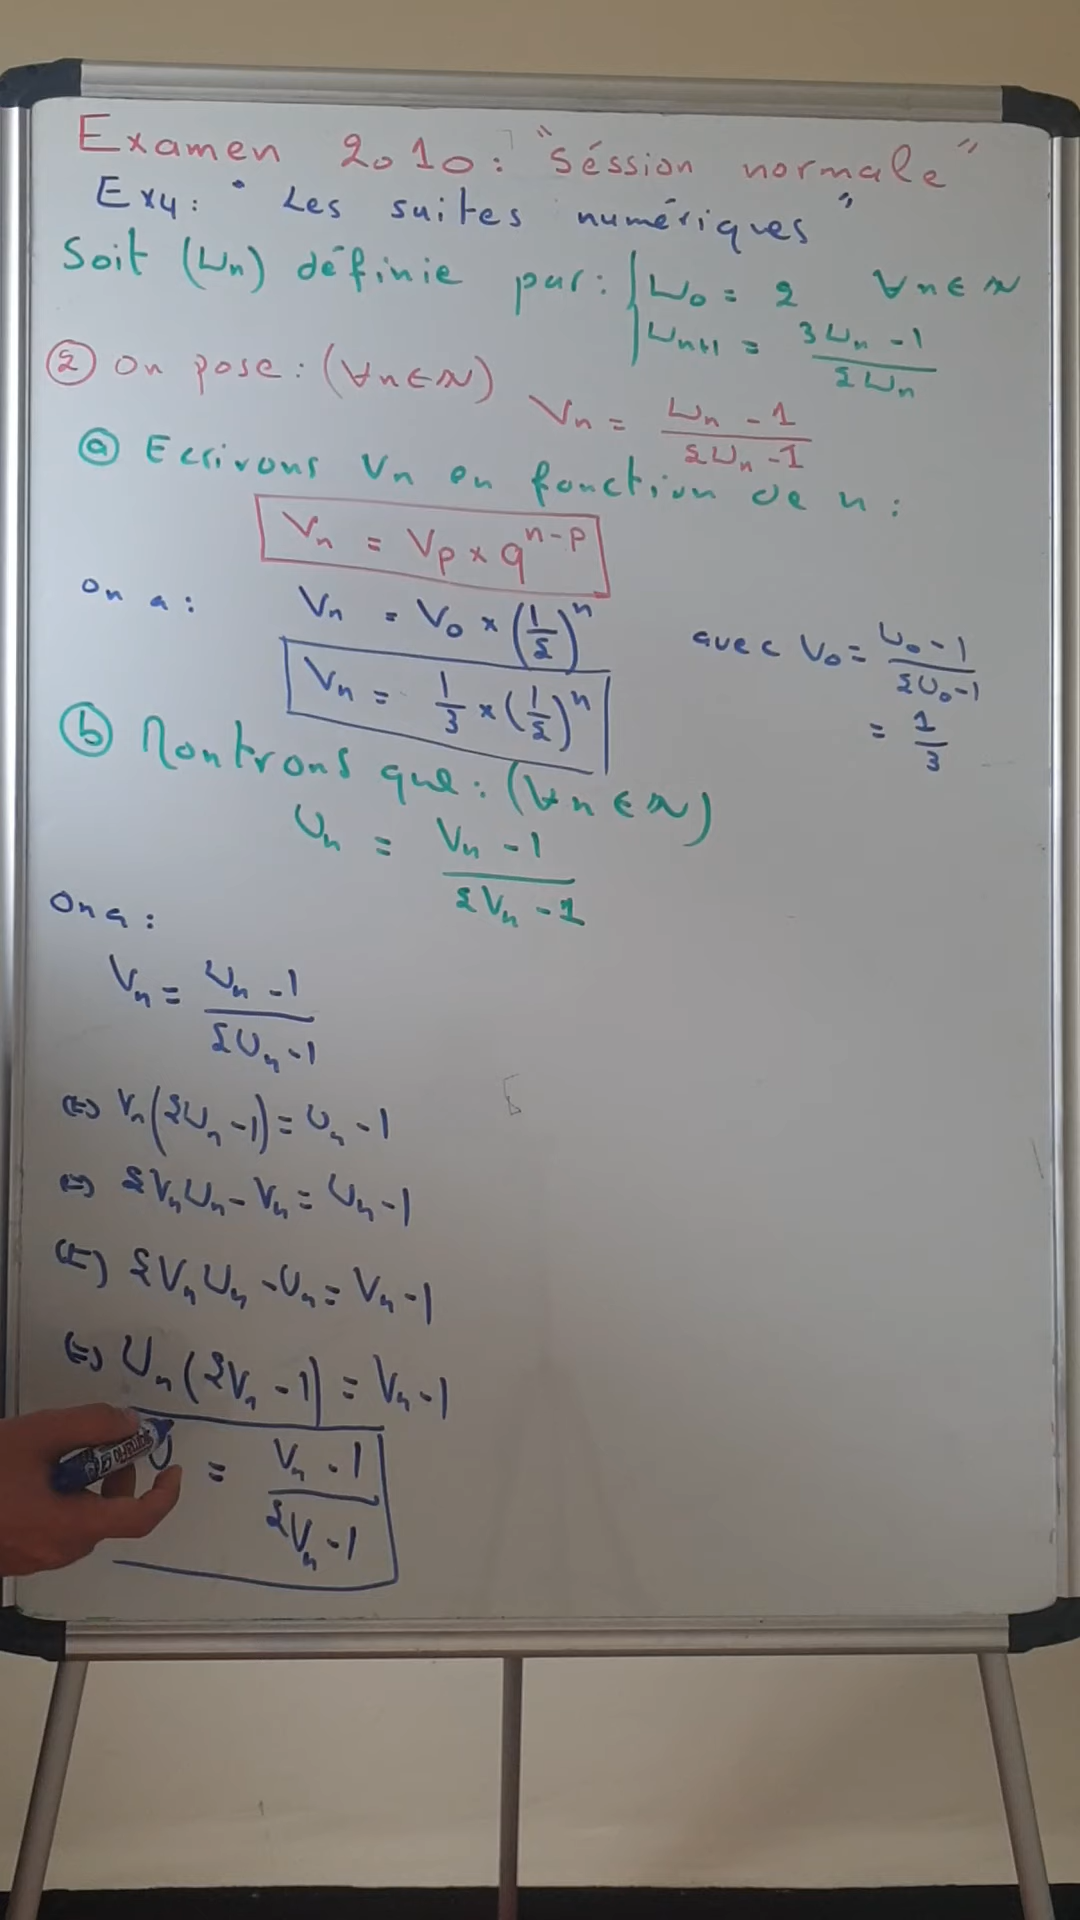 Examen 2010: "Séssion normale"
Ex4: "Les suites numériques"
Soit (Un) définie par: { U0 = 2 ∀n∈ℕ
Un+1 = (3Un - 1)/(2Un)
② On pose: (∀n∈ℕ) Vn = (Un - 1)/(2Un - 1)
ⓐ Ecrivons Vn en fonction de n:
Vn = Vp × q^(n-p)
On a: Vn = V0 × (1/2)^n avec V0 = (U0 - 1)/(2U0 - 1)
Vn = 1/3 × (1/2)^n = 1/3
ⓑ Montrons que: (∀n∈ℕ)
Un = (Vn - 1)/(2Vn - 1)
On a:
Vn = (Un - 1)/(2Un - 1)
⇔ Vn(2Un - 1) = Un - 1
⇔ 2VnUn - Vn = Un - 1
⇔ 2VnUn - Un = Vn - 1
⇔ Un(2Vn - 1) = Vn - 1
U = (Vn - 1)/(2Vn - 1)